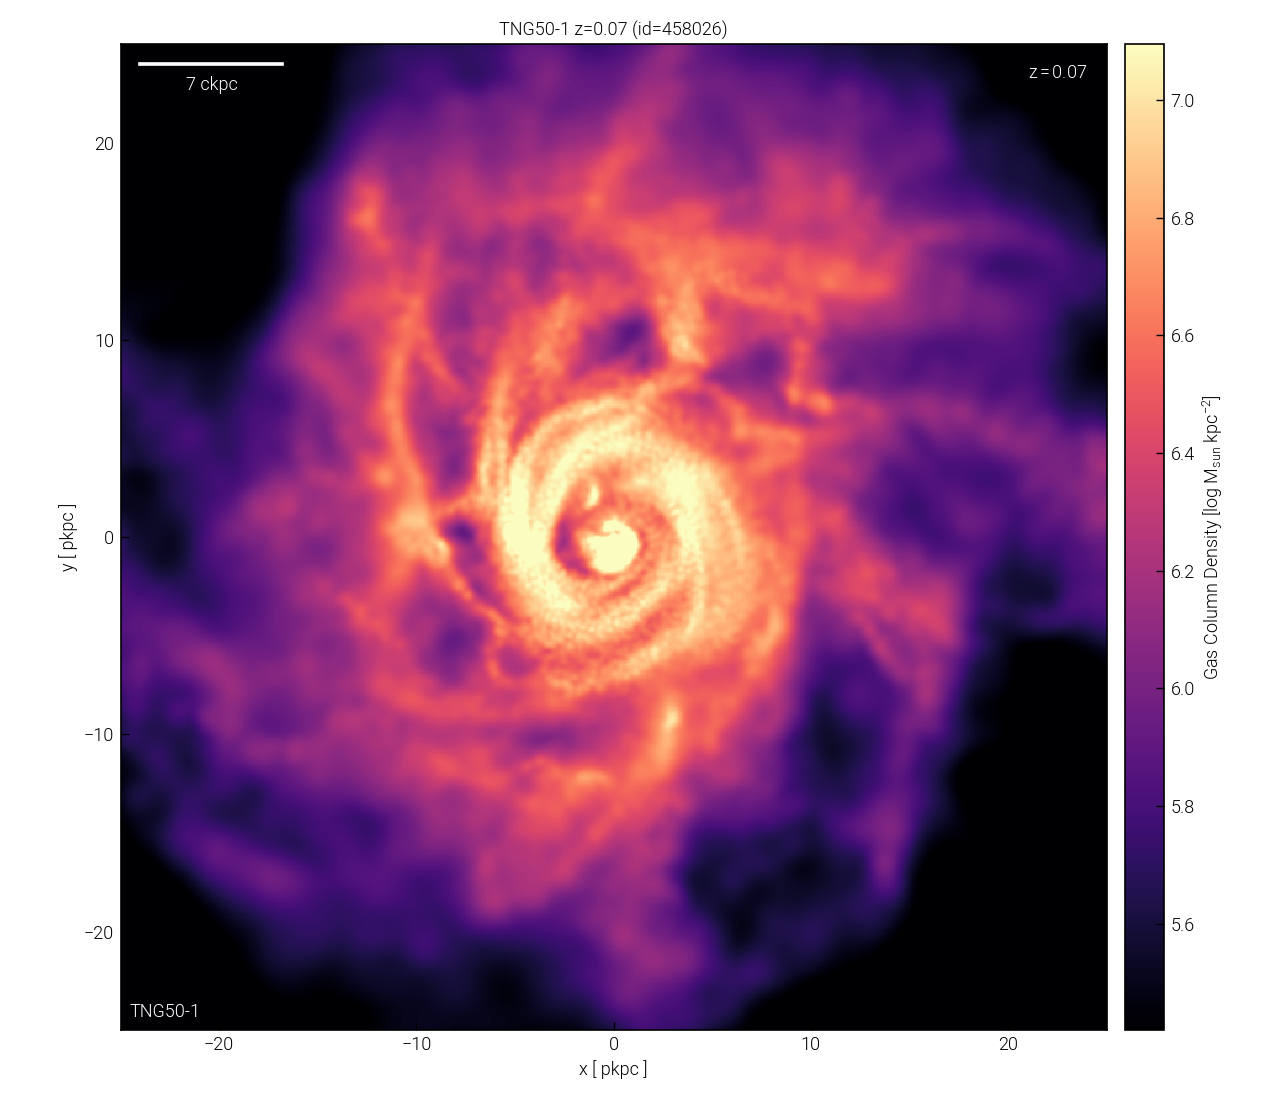 TNG50-1 z=0.07 (id=458026)
7 ckpc
z=0.07
TNG50-1
y [ pkpc ]
20
10
0
−10
−20
−20
−10
0
10
20
x [ pkpc ]
7.0
6.8
6.6
6.4
6.2
6.0
5.8
5.6
Gas Column Density [log Msun kpc⁻²]